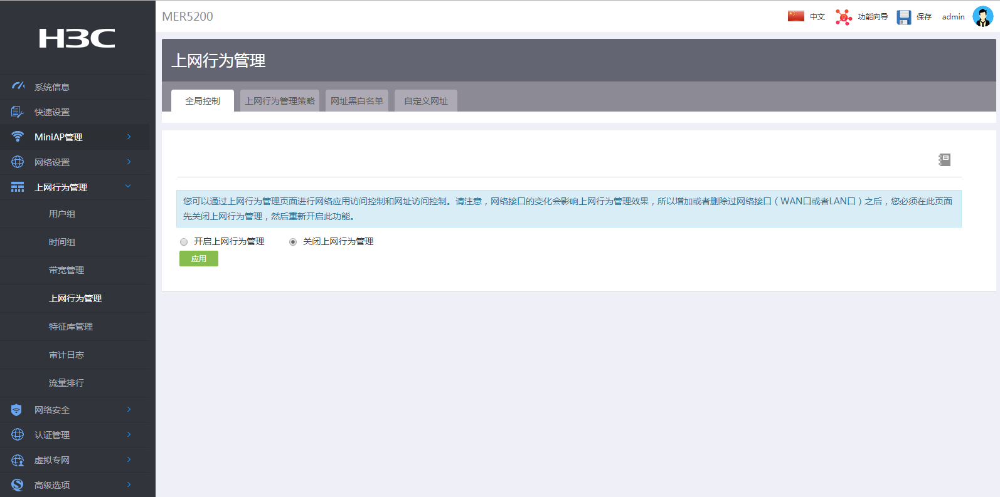 H3C
MER5200
中文
功能向导
保存
admin
系统信息
快速设置
MiniAP管理
网络设置
上网行为管理
用户组
时间组
带宽管理
上网行为管理
特征库管理
审计日志
流量排行
网络安全
认证管理
虚拟专网
高级选项
上网行为管理
全局控制
上网行为管理策略
网址黑白名单
自定义网址
您可以通过上网行为管理页面进行网络应用访问控制和网址访问控制。请注意，网络接口的变化会影响上网行为管理效果，所以增加或者删除过网络接口（WAN口或者LAN口）之后，您必须在此页面
先关闭上网行为管理，然后重新开启此功能。
开启上网行为管理
关闭上网行为管理
应用